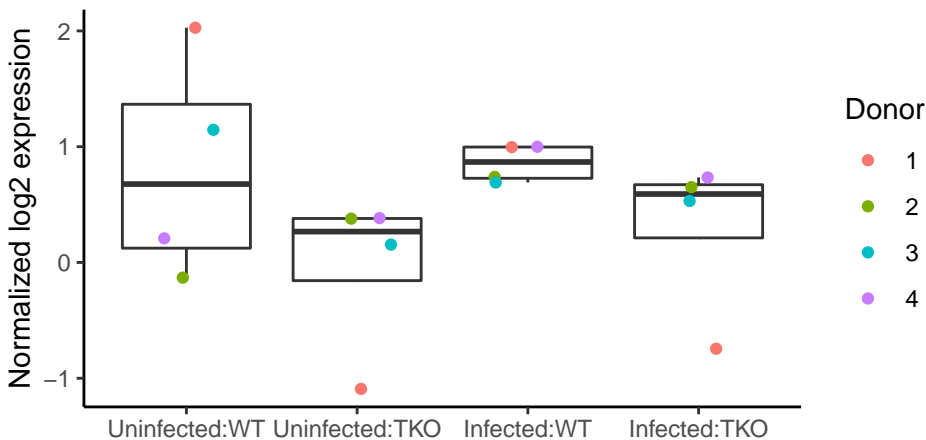 Normalized log2 expression
2
1
0
−1
Uninfected:WT
Uninfected:TKO
Infected:WT
Infected:TKO
Donor
1
2
3
4